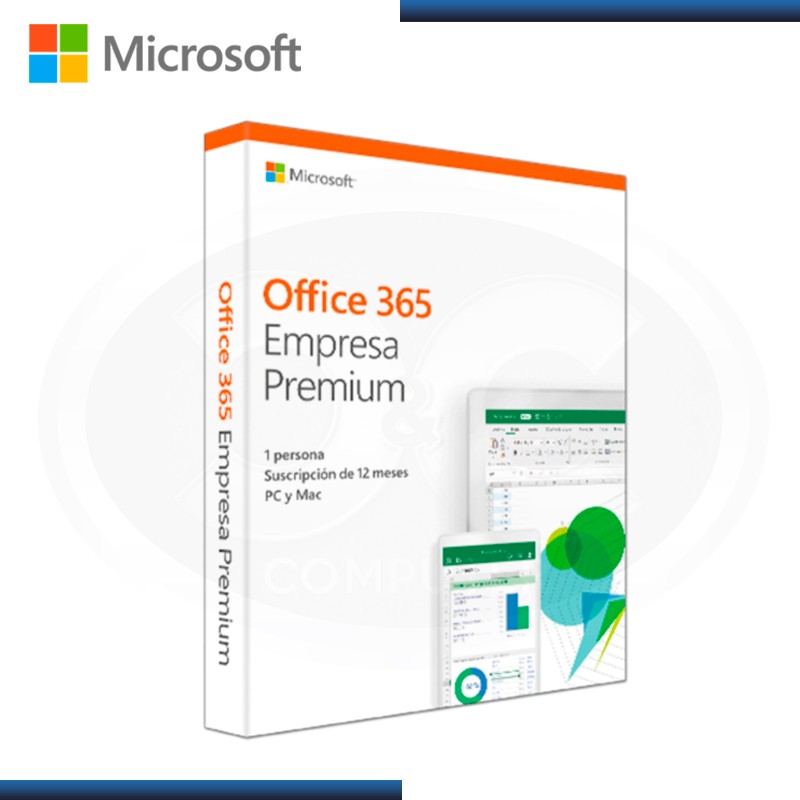 Microsoft
Microsoft
Office 365
Empresa
Premium
1 persona
Suscripción de 12 meses
PC y Mac
Office 365 Empresa Premium